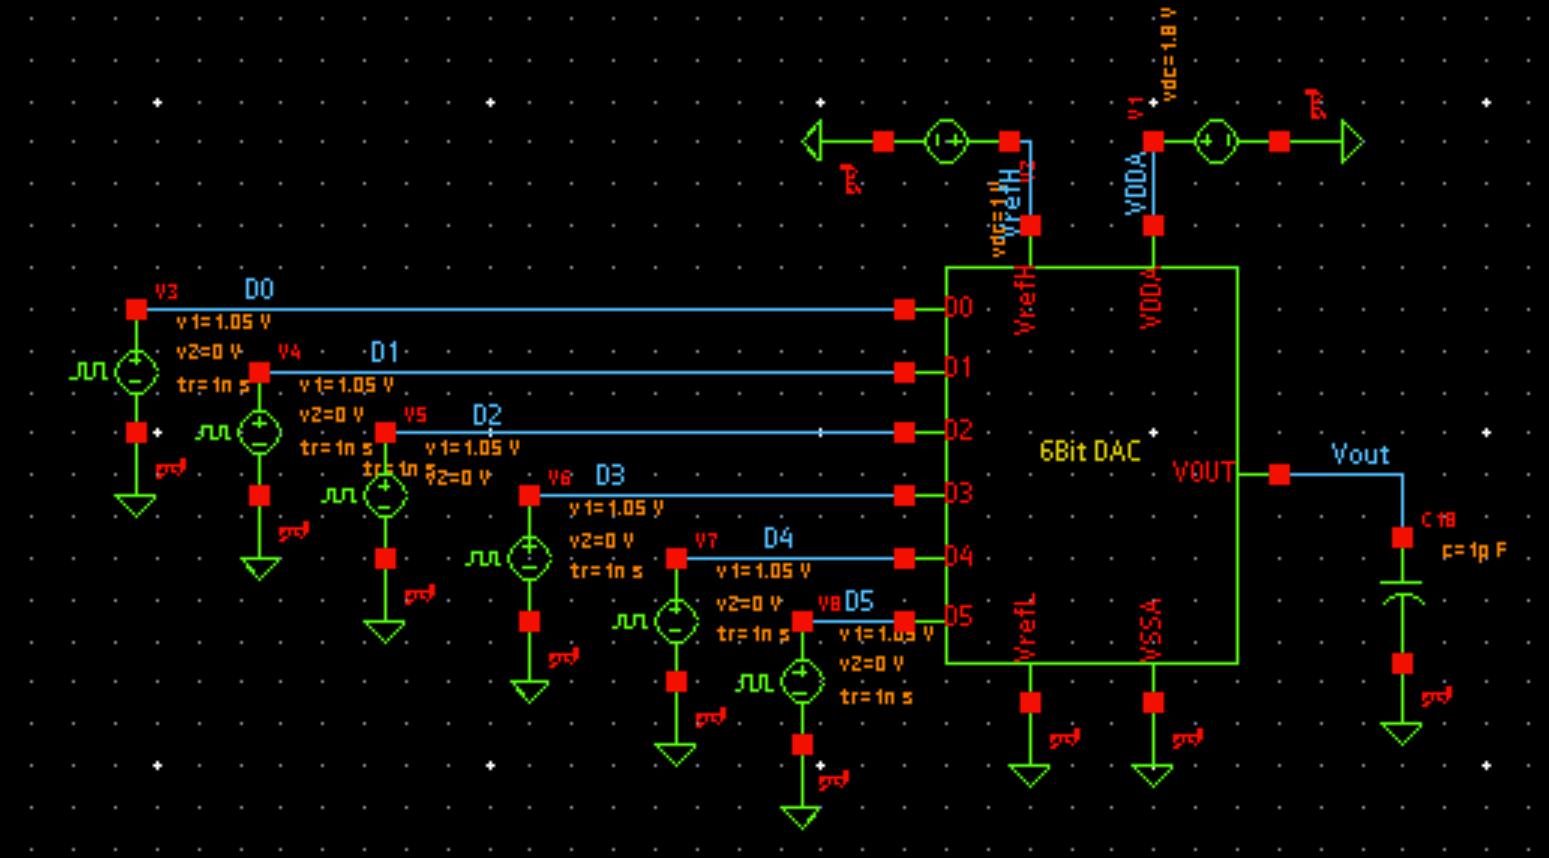 vdc=1.8 V
V1
gnd
gnd
VrefH
VDDA
VrefH
VDDA
V3
D0
D0
v1=1.05 V
v2=0 V
tr=1n s
V4
D1
D1
v1=1.05 V
v2=0 V
tr=1n s
V5
D2
D2
v1=1.05 V
v2=0 V
tr=1n s
6Bit DAC
VOUT
Vout
gnd
V6
D3
D3
v1=1.05 V
v2=0 V
tr=1n s
C18
c=1p F
gnd
V7
D4
D4
v1=1.05 V
v2=0 V
tr=1n s
gnd
V8
D5
D5
v1=1.05 V
v2=0 V
tr=1n s
VrefL
VSSA
gnd
gnd
gnd
gnd
gnd
gnd